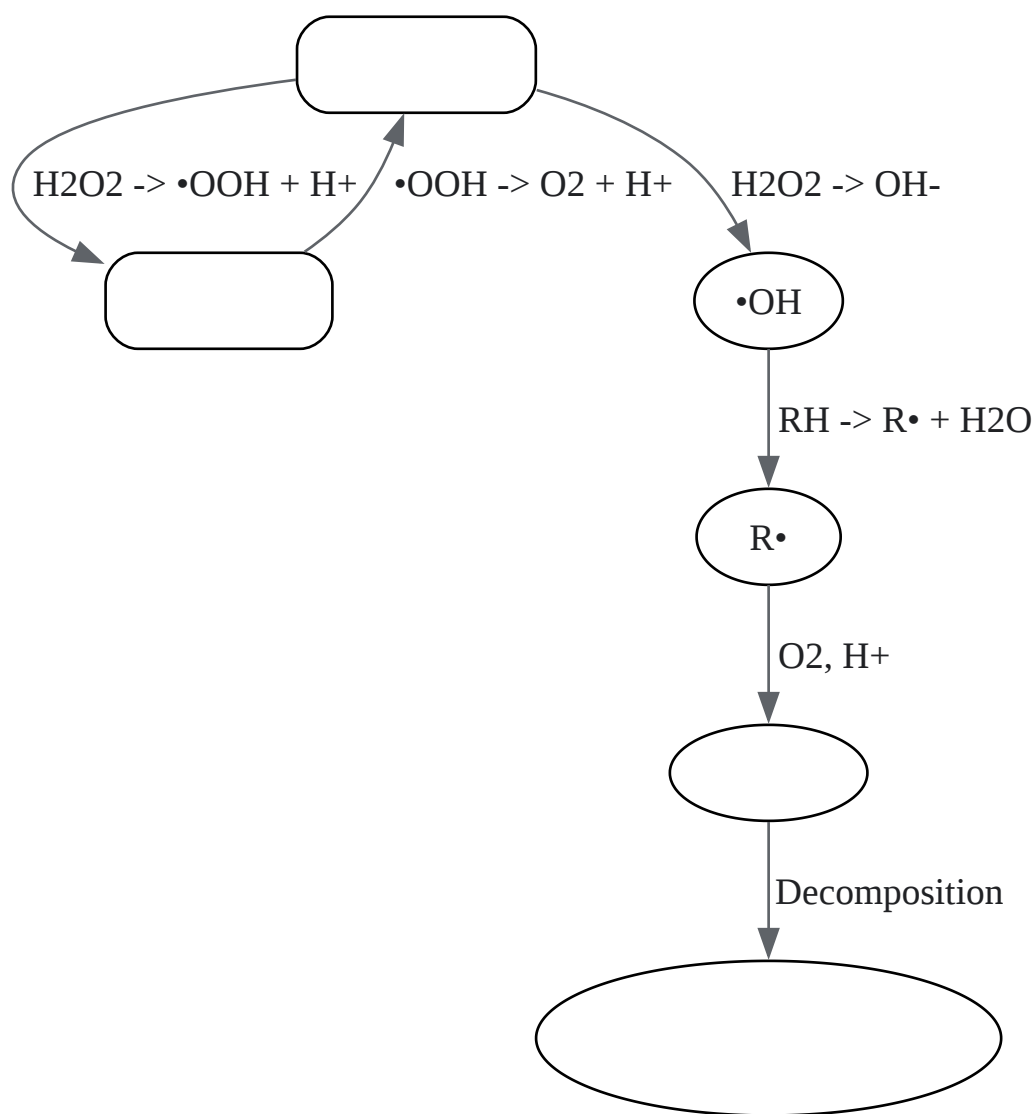 H2O2 -> •OOH + H+
•OOH -> O2 + H+
H2O2 -> OH-
•OH
RH -> R• + H2O
R•
O2, H+
Decomposition